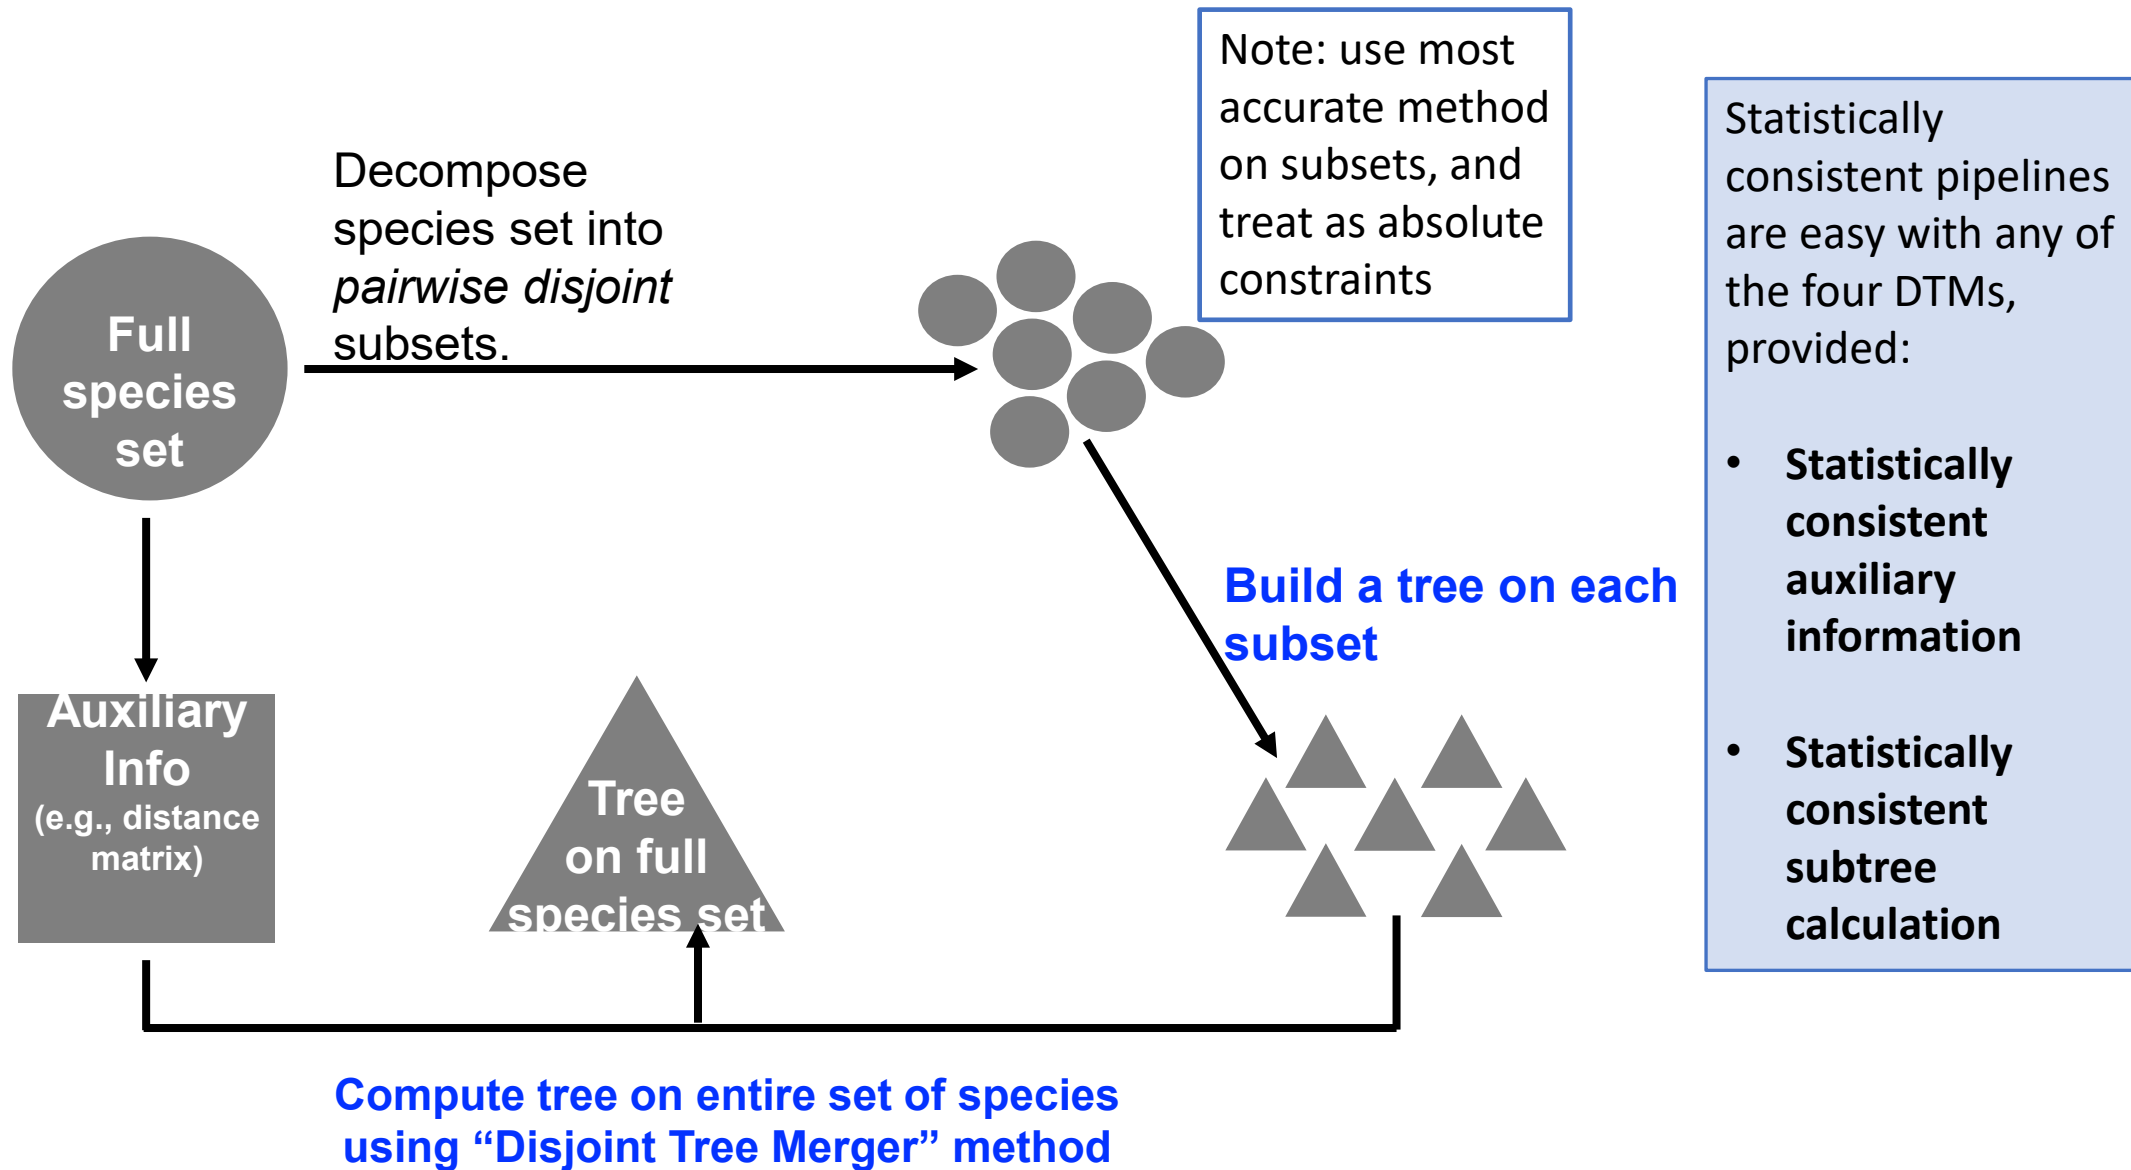 Note: use most
accurate method
on subsets, and
treat as absolute
constraints
Statistically
consistent pipelines
are easy with any of
the four DTMs,
provided:
• Statistically
consistent
auxiliary
information
• Statistically
consistent
subtree
calculation
Decompose
species set into
pairwise disjoint
subsets.
Full
species
set
Build a tree on each
subset
Auxiliary
Info
(e.g., distance
matrix)
Tree
on full
species set
Compute tree on entire set of species
using “Disjoint Tree Merger” method